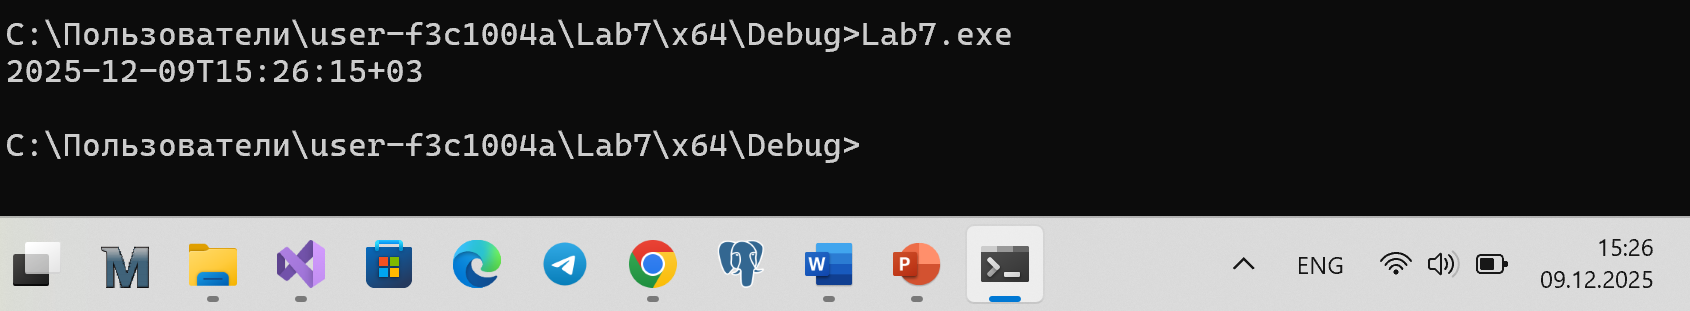 C:\Пользователи\user-f3c1004a\Lab7\x64\Debug>Lab7.exe
2025-12-09T15:26:15+03
C:\Пользователи\user-f3c1004a\Lab7\x64\Debug>
M
W
P
ENG
15:26
09.12.2025